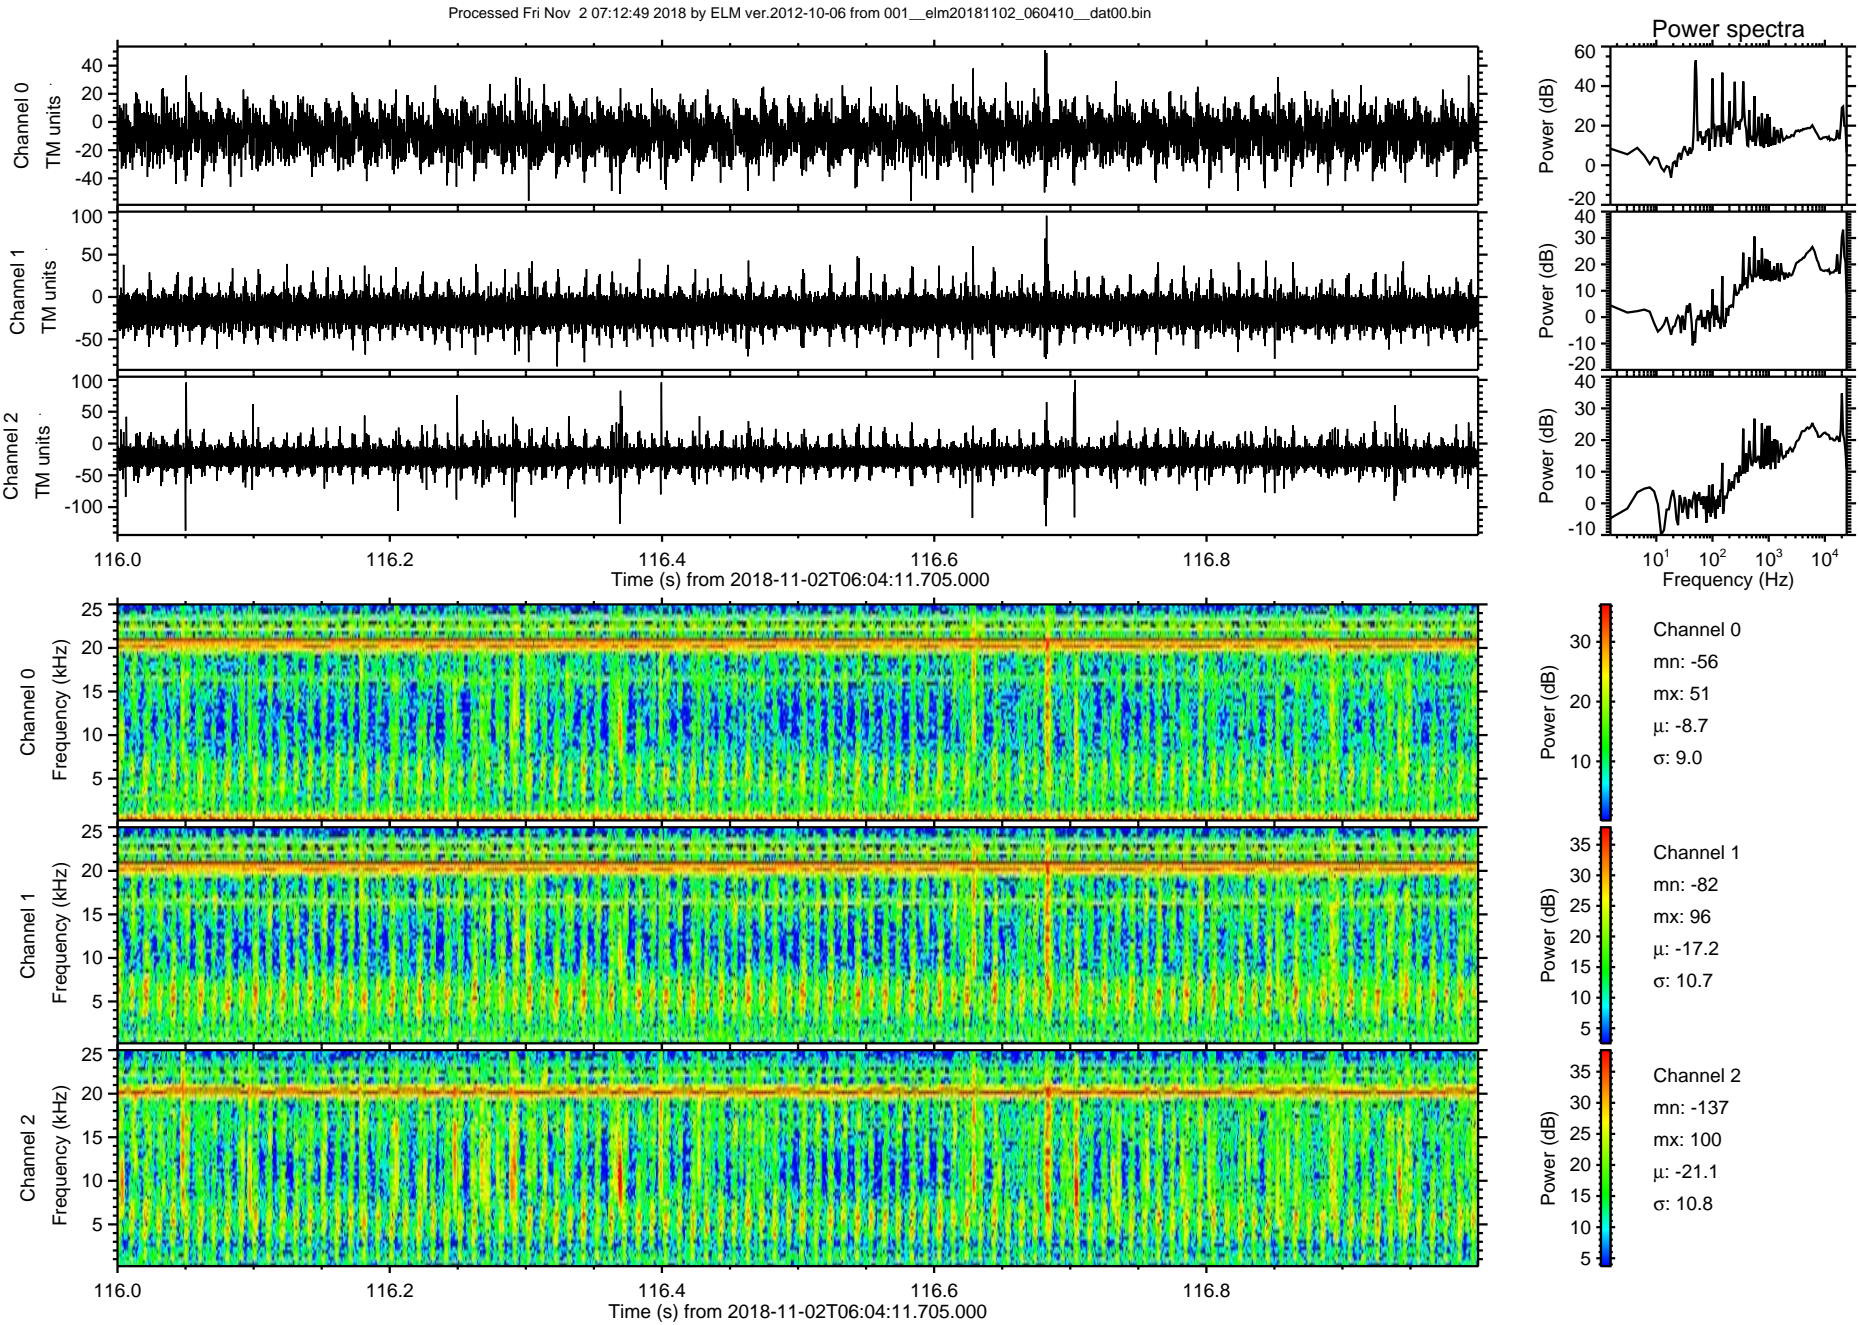 Processed Fri Nov  2 07:12:49 2018 by ELM ver.2012-10-06 from 001__elm20181102_060410__dat00.bin
Power spectra
Channel 0
TM units
40
20
0
-20
-40
Power (dB)
60
40
20
0
-20
Channel 1
TM units
100
50
0
-50
Power (dB)
40
30
20
10
0
-10
-20
Channel 2
TM units
100
50
0
-50
-100
Power (dB)
40
30
20
10
0
-10
116.0 116.2 116.4 116.6 116.8
Time (s) from 2018-11-02T06:04:11.705.000
10¹ 10² 10³ 10⁴
Frequency (Hz)
Channel 0
Frequency (kHz)
25
20
15
10
5
Power (dB)
30
20
10
Channel 0
mn: -56
mx: 51
μ: -8.7
σ: 9.0
Channel 1
Frequency (kHz)
25
20
15
10
5
Power (dB)
35
30
25
20
15
10
5
Channel 1
mn: -82
mx: 96
μ: -17.2
σ: 10.7
Channel 2
Frequency (kHz)
25
20
15
10
5
Power (dB)
35
30
25
20
15
10
5
Channel 2
mn: -137
mx: 100
μ: -21.1
σ: 10.8
116.0 116.2 116.4 116.6 116.8
Time (s) from 2018-11-02T06:04:11.705.000